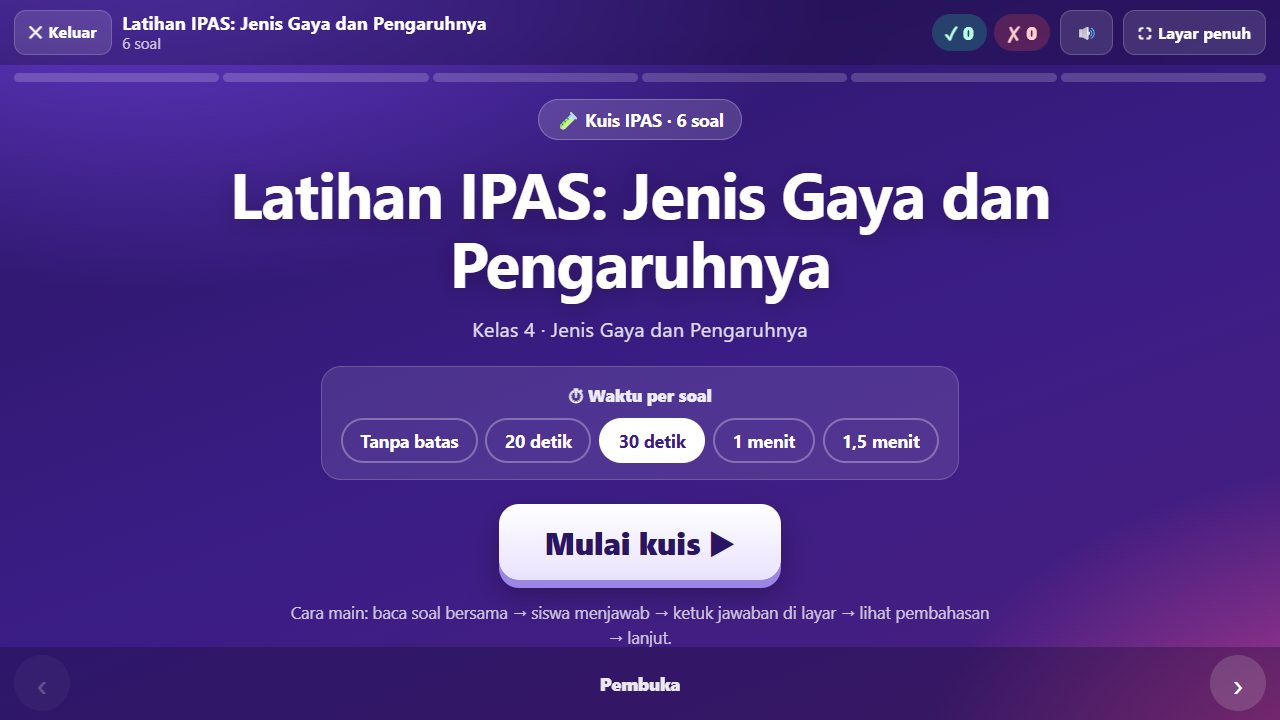 ✕ Keluar
Latihan IPAS: Jenis Gaya dan Pengaruhnya
6 soal
✓ 0
✗ 0
Layar penuh
Kuis IPAS · 6 soal
Latihan IPAS: Jenis Gaya dan
Pengaruhnya
Kelas 4 · Jenis Gaya dan Pengaruhnya
⏱ Waktu per soal
Tanpa batas
20 detik
30 detik
1 menit
1,5 menit
Mulai kuis ▶
Cara main: baca soal bersama → siswa menjawab → ketuk jawaban di layar → lihat pembahasan
→ lanjut.
‹
Pembuka
›